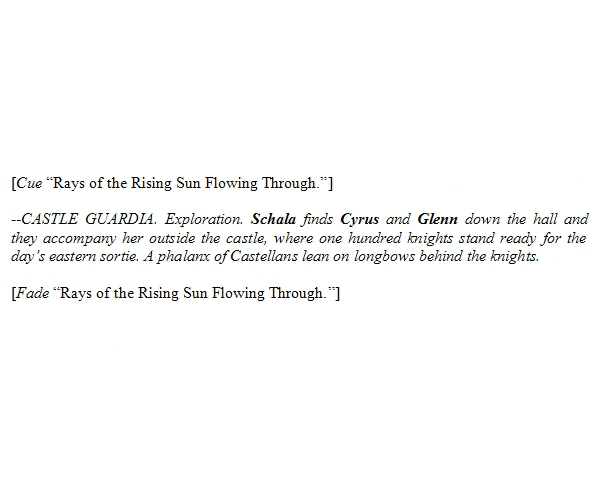 [Cue “Rays of the Rising Sun Flowing Through.”]
--CASTLE GUARDIA. Exploration. Schala finds Cyrus and Glenn down the hall and
they accompany her outside the castle, where one hundred knights stand ready for the
day’s eastern sortie. A phalanx of Castellans lean on longbows behind the knights.
[Fade “Rays of the Rising Sun Flowing Through.”]